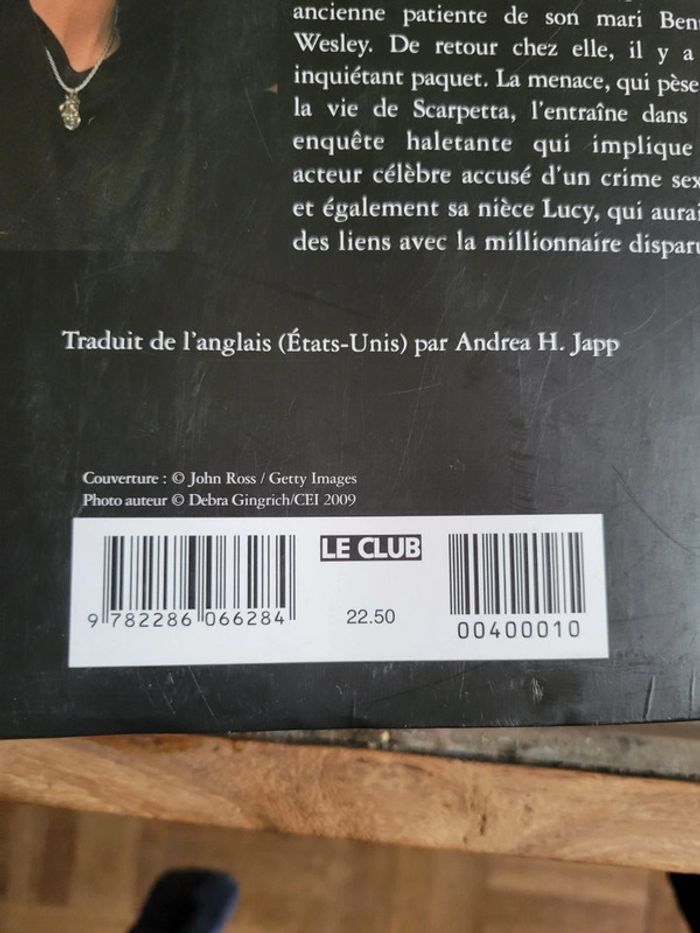 ancienne patiente de son mari
Wesley. De retour chez elle, il y a
inquiétant paquet. La menace, qui pèse
la vie de Scarpetta, l'entraîne dans
enquête haletante qui implique
acteur célèbre accusé d'un crime
et également sa nièce Lucy, qui
des liens avec la millionnaire
Traduit de l'anglais (États-Unis) par Andrea H. Japp
Couverture : © John Ross / Getty Images
Photo auteur © Debra Gingrich/CEI 2009
LE CLUB
9 782286 066284
22.50
00400010